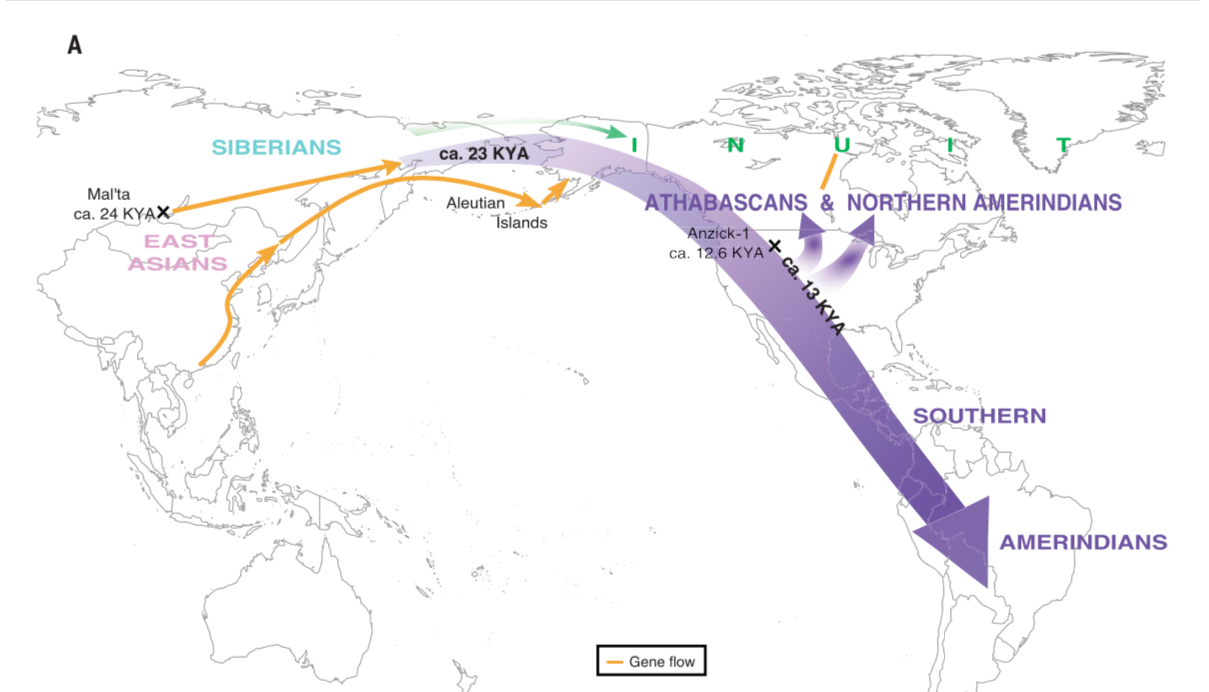 A
SIBERIANS
ca. 23 KYA
I N U I T
Mal'ta
ca. 24 KYA
Aleutian
Islands
ATHABASCANS & NORTHERN AMERINDIANS
EAST
ASIANS
Anzick-1
ca. 12.6 KYA
ca. 13 KYA
SOUTHERN
AMERINDIANS
Gene flow